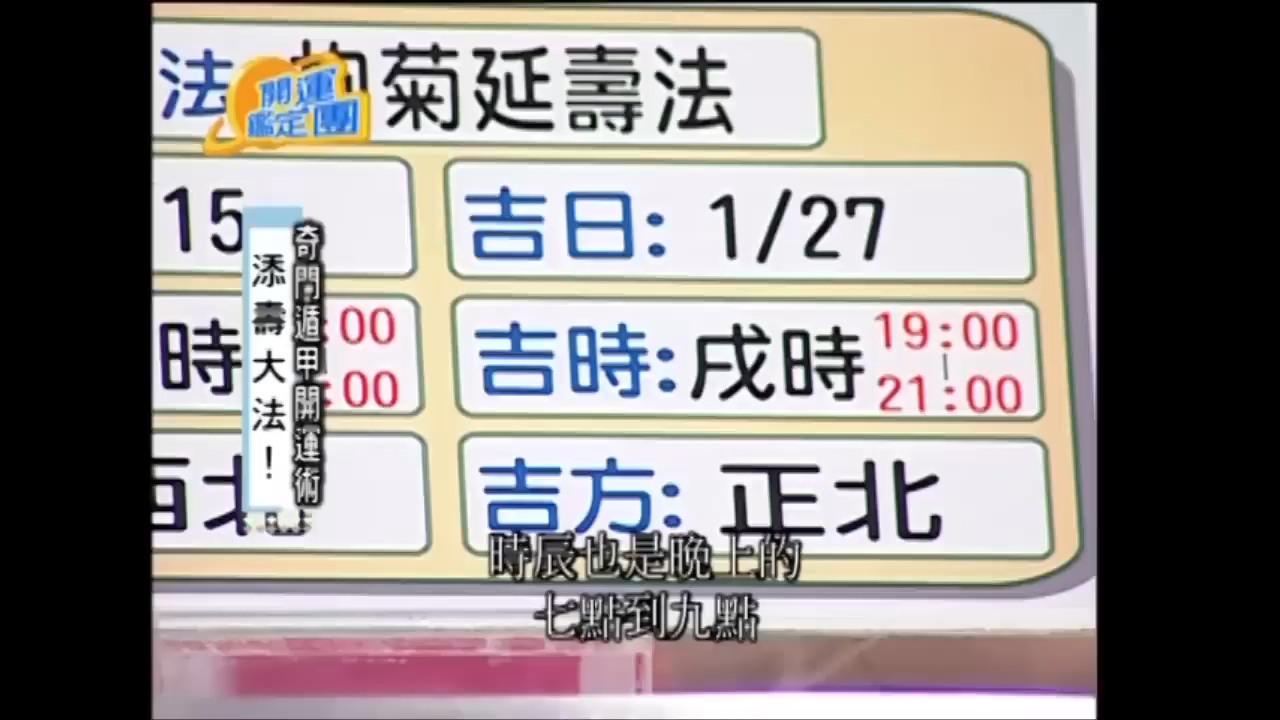 法
菊延壽法
開運
鑑定團
15
吉日: 1/27
時
:00
:00
吉時:戌時
19:00
|
21:00
西北
吉方: 正北
奇門遁甲開運術
添壽大法!
時辰也是晚上的
七點到九點